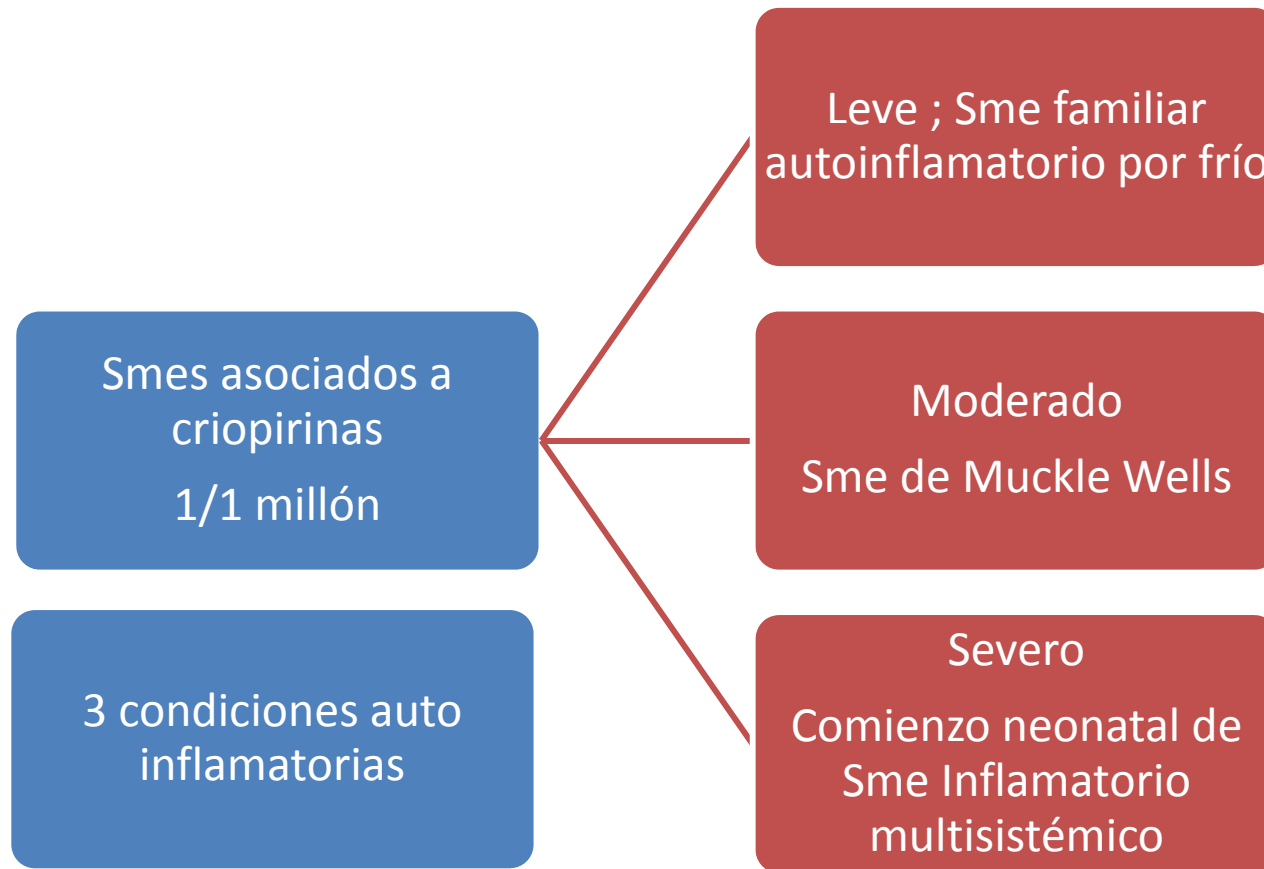 Smes asociados a
criopirinas
1/1 millón
3 condiciones auto
inflamatorias
Leve ; Sme familiar
autoinflamatorio por frío
Moderado
Sme de Muckle Wells
Severo
Comienzo neonatal de
Sme Inflamatorio
multisistémico